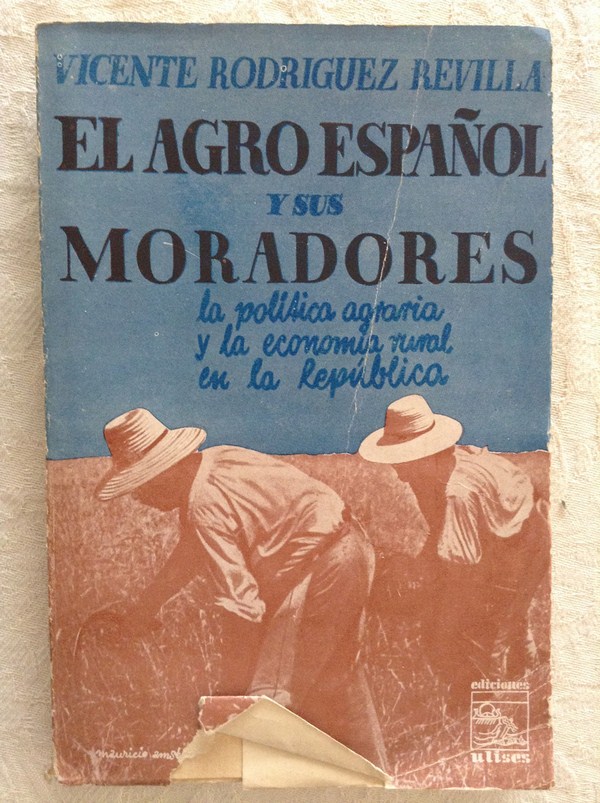 VICENTE RODRIGUEZ REVILLA
EL AGRO ESPAÑOL
Y SUS
MORADORES
la política agraria
y la economía rural
en la República
ediciones
ulises
mauricio